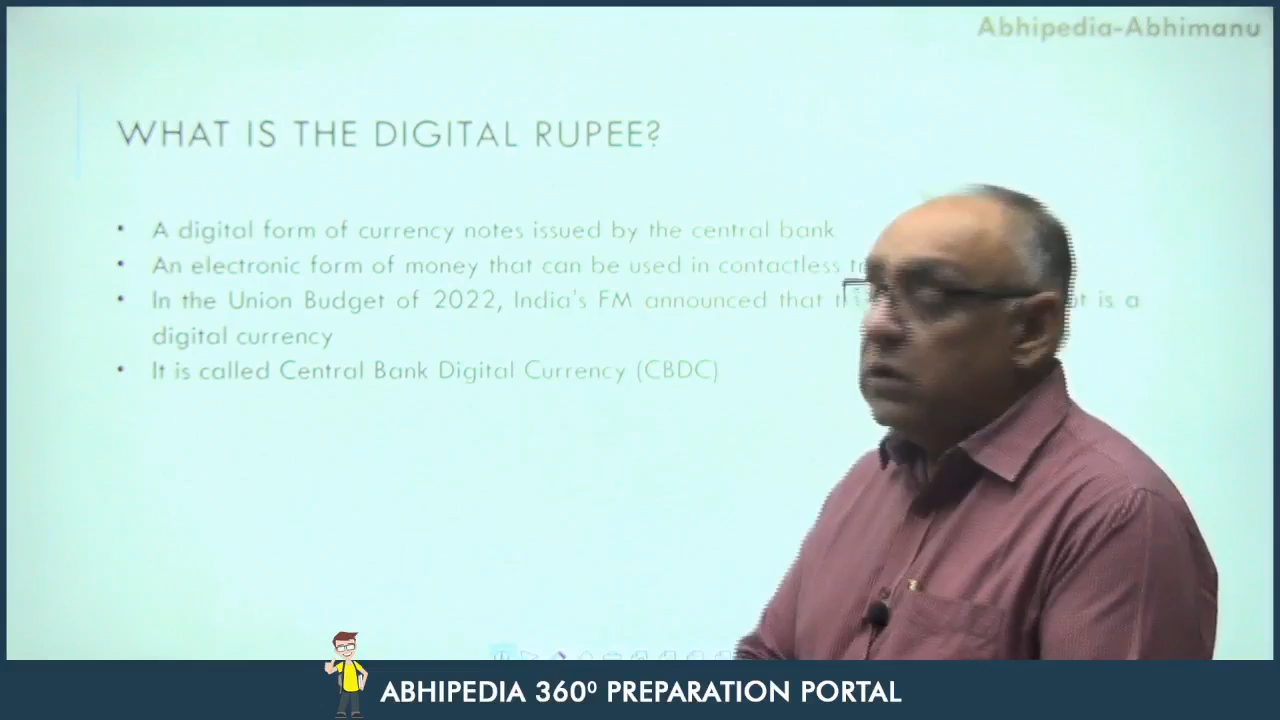 Abhipedia-Abhimanu
WHAT IS THE DIGITAL RUPEE?
• A digital form of currency notes issued by the central bank
• An electronic form of money that can be used in contactless
• In the Union Budget of 2022, India's FM announced that is a
digital currency
• It is called Central Bank Digital Currency (CBDC)
ABHIPEDIA 360⁰ PREPARATION PORTAL